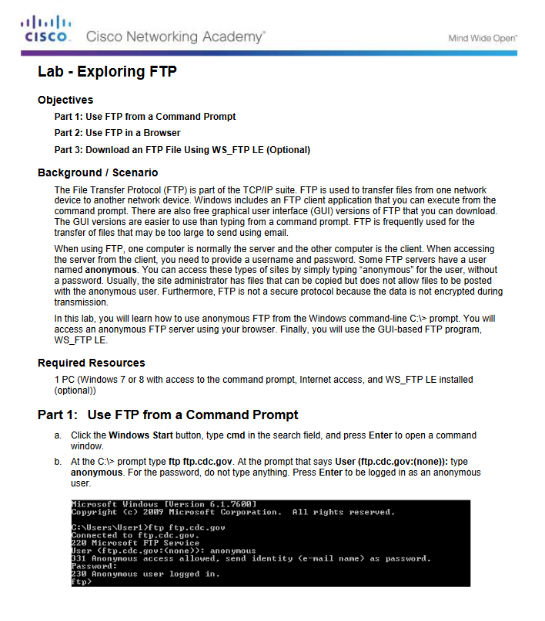 CISCO Cisco Networking Academy® Mind Wide Open®
Lab - Exploring FTP
Objectives
Part 1: Use FTP from a Command Prompt
Part 2: Use FTP in a Browser
Part 3: Download an FTP File Using WS_FTP LE (Optional)
Background / Scenario
The File Transfer Protocol (FTP) is part of the TCP/IP suite. FTP is used to transfer files from one network
device to another network device. Windows includes an FTP client application that you can execute from the
command prompt. There are also free graphical user interface (GUI) versions of FTP that you can download.
The GUI versions are easier to use than typing from a command prompt. FTP is frequently used for the
transfer of files that may be too large to send using email.
When using FTP, one computer is normally the server and the other computer is the client. When accessing
the server from the client, you need to provide a username and password. Some FTP servers have a user
named anonymous. You can access these types of sites by simply typing "anonymous" for the user, without
a password. Usually, the site administrator has files that can be copied but does not allow files to be posted
with the anonymous user. Furthermore, FTP is not a secure protocol because the data is not encrypted during
transmission.
In this lab, you will learn how to use anonymous FTP from the Windows command-line C:\> prompt. You will
access an anonymous FTP server using your browser. Finally, you will use the GUI-based FTP program,
WS_FTP LE.
Required Resources
1 PC (Windows 7 or 8 with access to the command prompt, Internet access, and WS_FTP LE installed
(optional))
Part 1: Use FTP from a Command Prompt
a. Click the Windows Start button, type cmd in the search field, and press Enter to open a command
window.
b. At the C:\> prompt type ftp ftp.cdc.gov. At the prompt that says User (ftp.cdc.gov:(none)): type
anonymous. For the password, do not type anything. Press Enter to be logged in as an anonymous
user.
Microsoft Windows [Version 6.1.7600]
Copyright (c) 2009 Microsoft Corporation. All rights reserved.
C:\Users\User1>ftp ftp.cdc.gov
Connected to ftp.cdc.gov.
220 Microsoft FTP Service
User (ftp.cdc.gov:(none)): anonymous
331 Anonymous access allowed, send identity (e-mail name) as password.
Password:
230 Anonymous user logged in.
ftp>